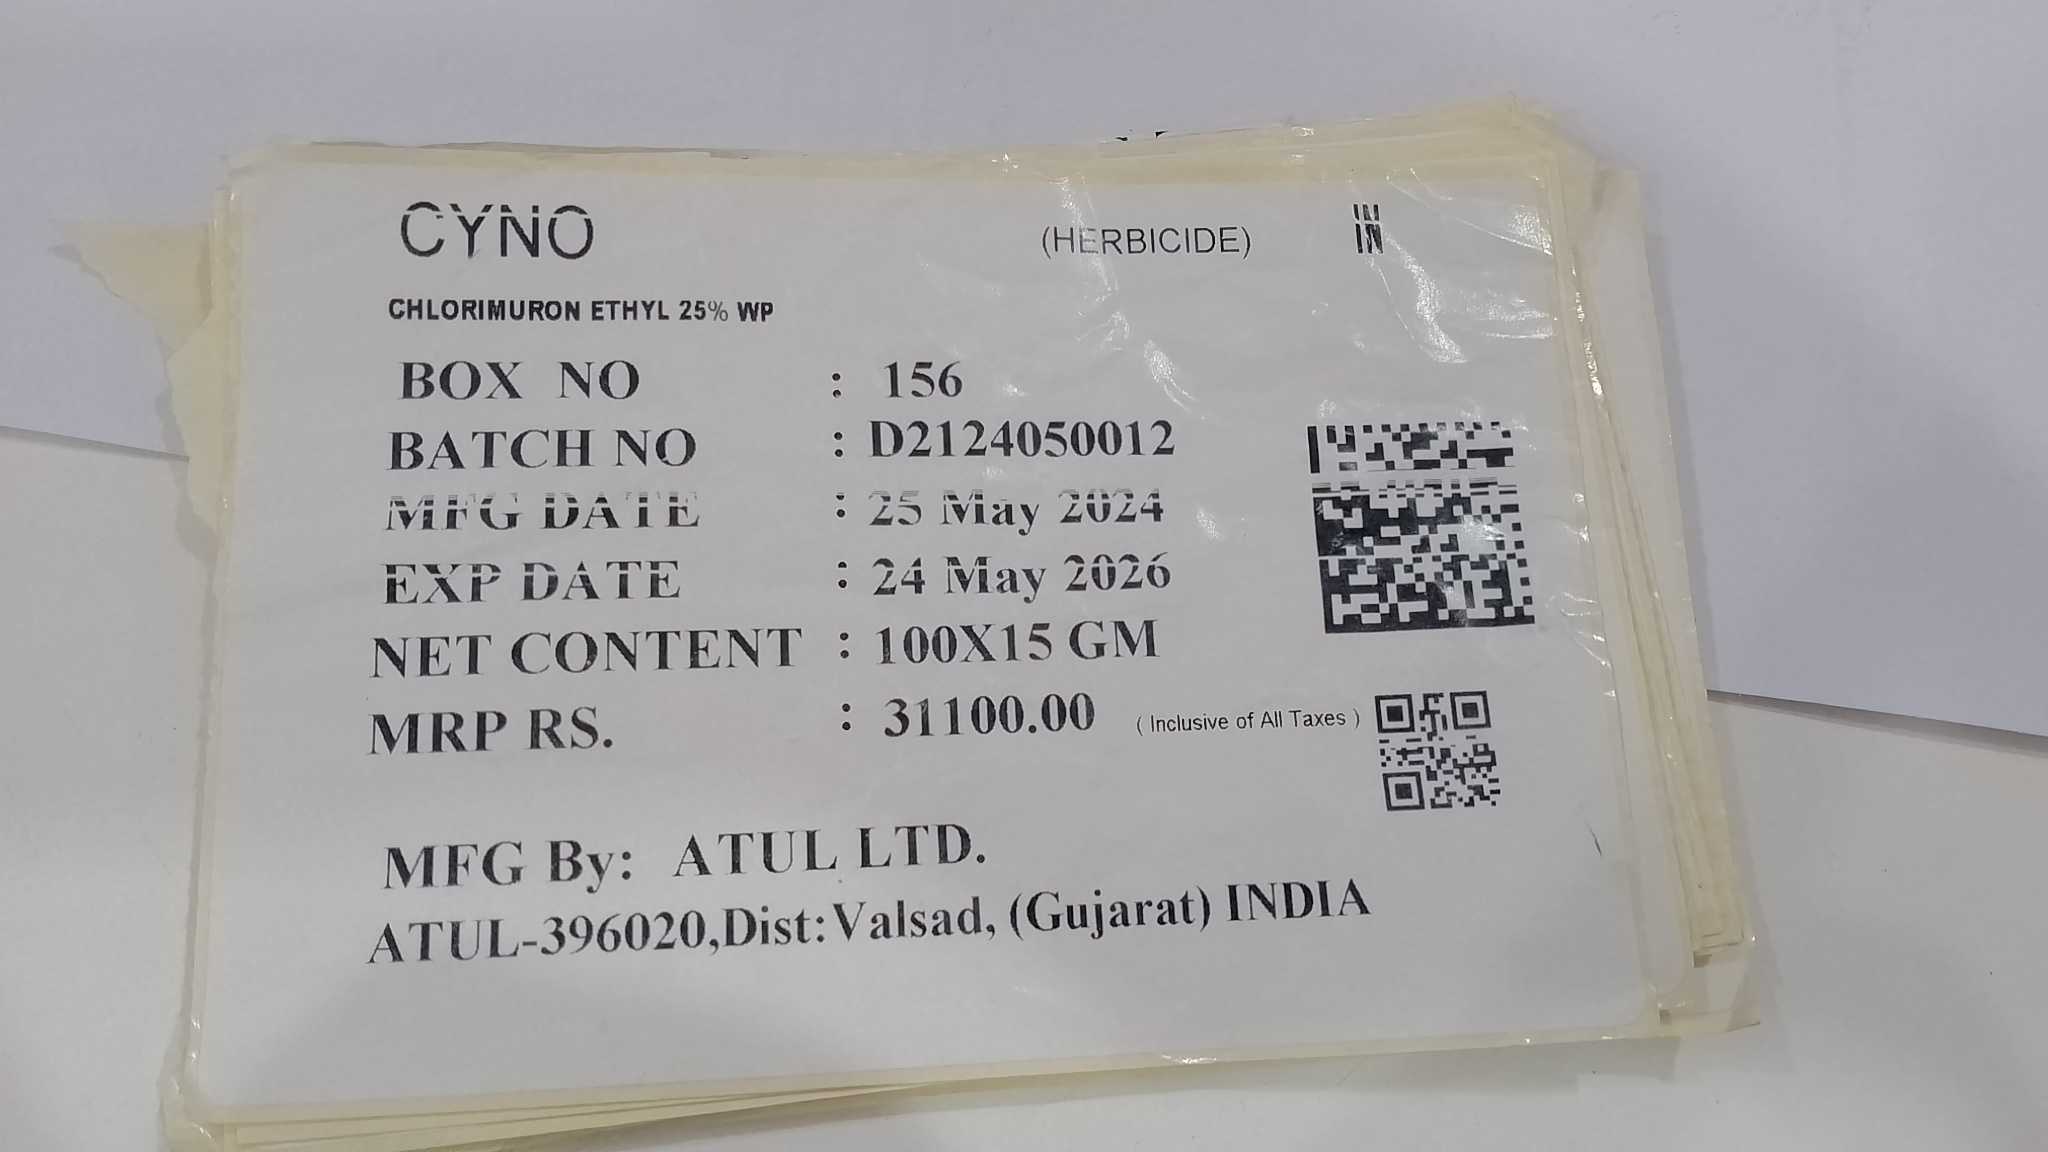 CYNO (HERBICIDE) IN
CHLORIMURON ETHYL 25% WP
BOX NO : 156
BATCH NO : D2124050012
MFG DATE : 25 May 2024
EXP DATE : 24 May 2026
NET CONTENT : 100X15 GM
MRP RS. : 31100.00 ( Inclusive of All Taxes )
MFG By: ATUL LTD.
ATUL-396020,Dist:Valsad, (Gujarat) INDIA